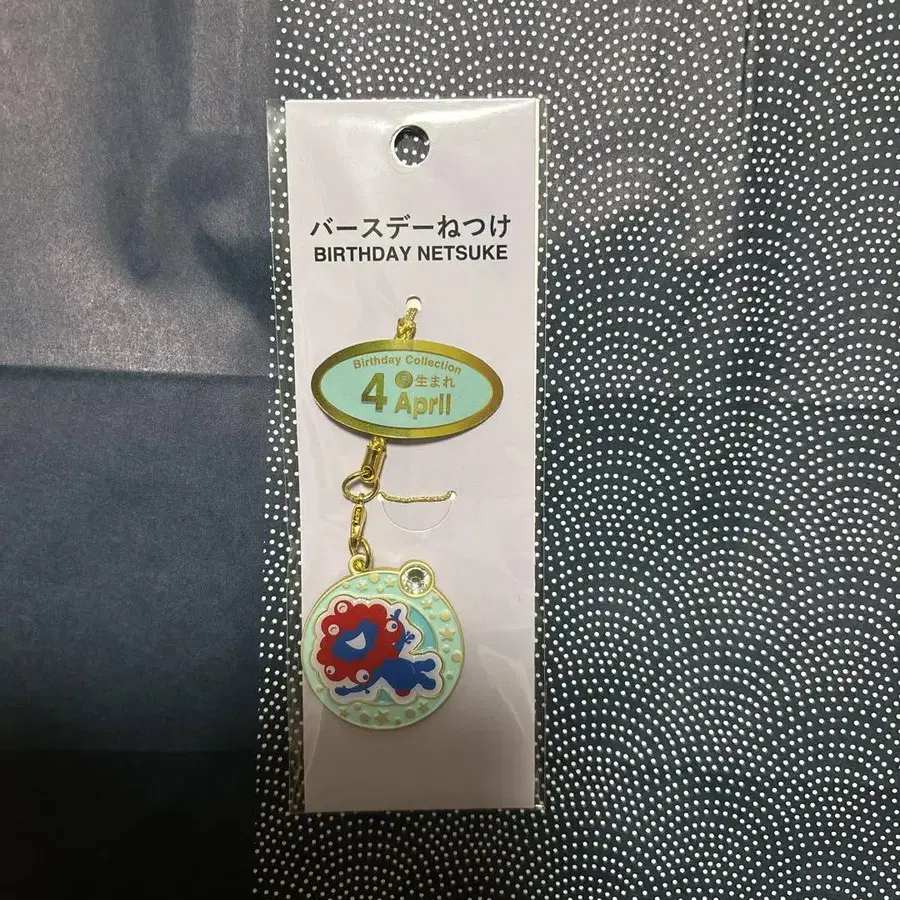 バースデーねつけ
BIRTHDAY NETSUKE
Birthday Collection
4月生まれ
April